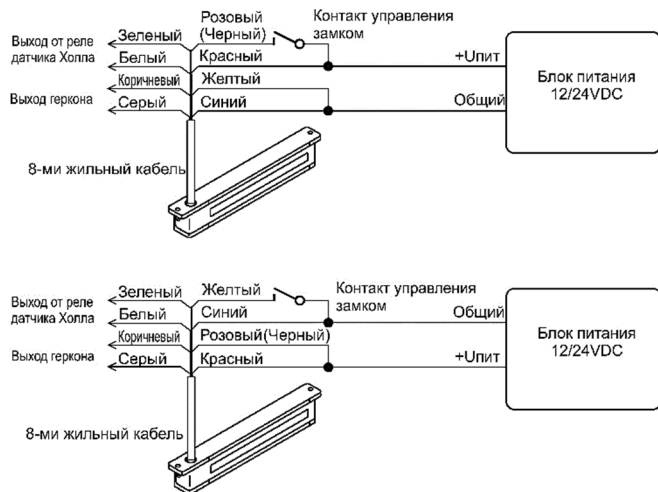 Розовый
(Черный)
Контакт управления
замком
Выход от реле
датчика Холла
Зеленый
Белый
Красный
+Uпит
Коричневый
Желтый
Выход геркона
Серый
Синий
Общий
Блок питания
12/24VDC
8-ми жильный кабель
Выход от реле
датчика Холла
Зеленый
Желтый
Контакт управления
замком
Белый
Синий
Общий
Коричневый
Розовый(Черный)
Выход геркона
Серый
Красный
+Uпит
Блок питания
12/24VDC
8-ми жильный кабель